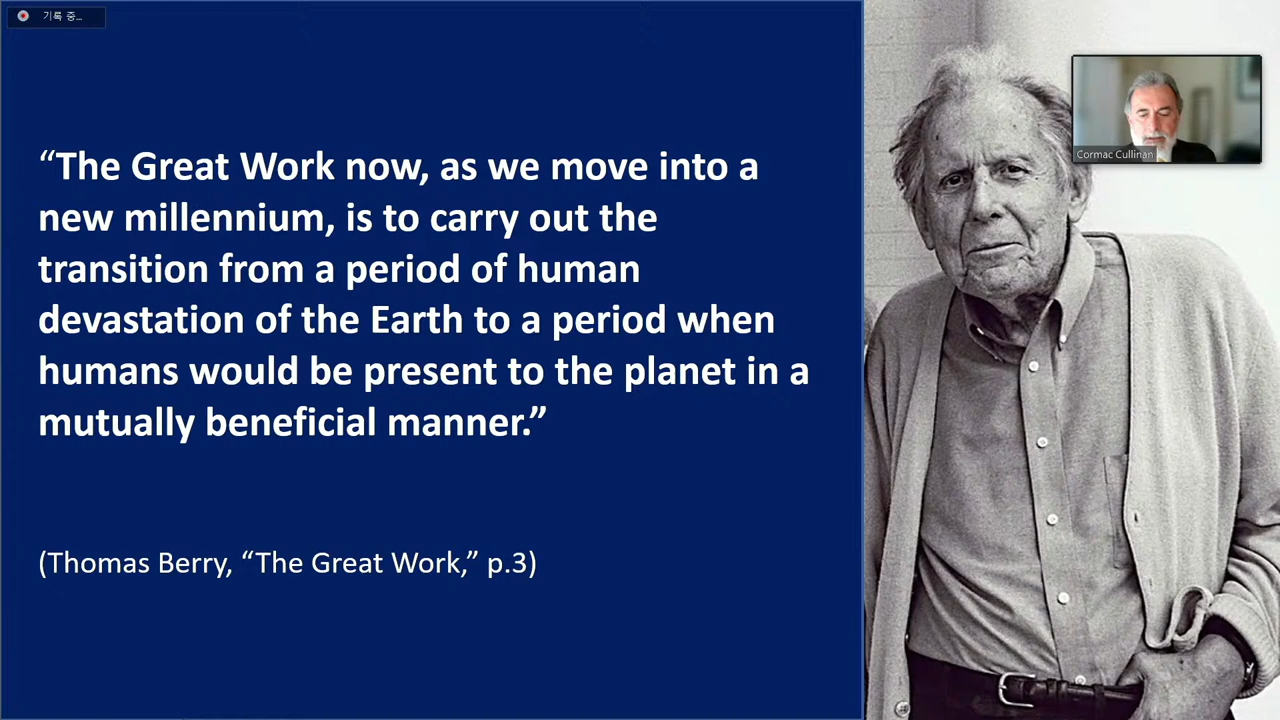 기록 중...
“The Great Work now, as we move into a
new millennium, is to carry out the
transition from a period of human
devastation of the Earth to a period when
humans would be present to the planet in a
mutually beneficial manner.”
(Thomas Berry, “The Great Work,” p.3)
Cormac Cullinan